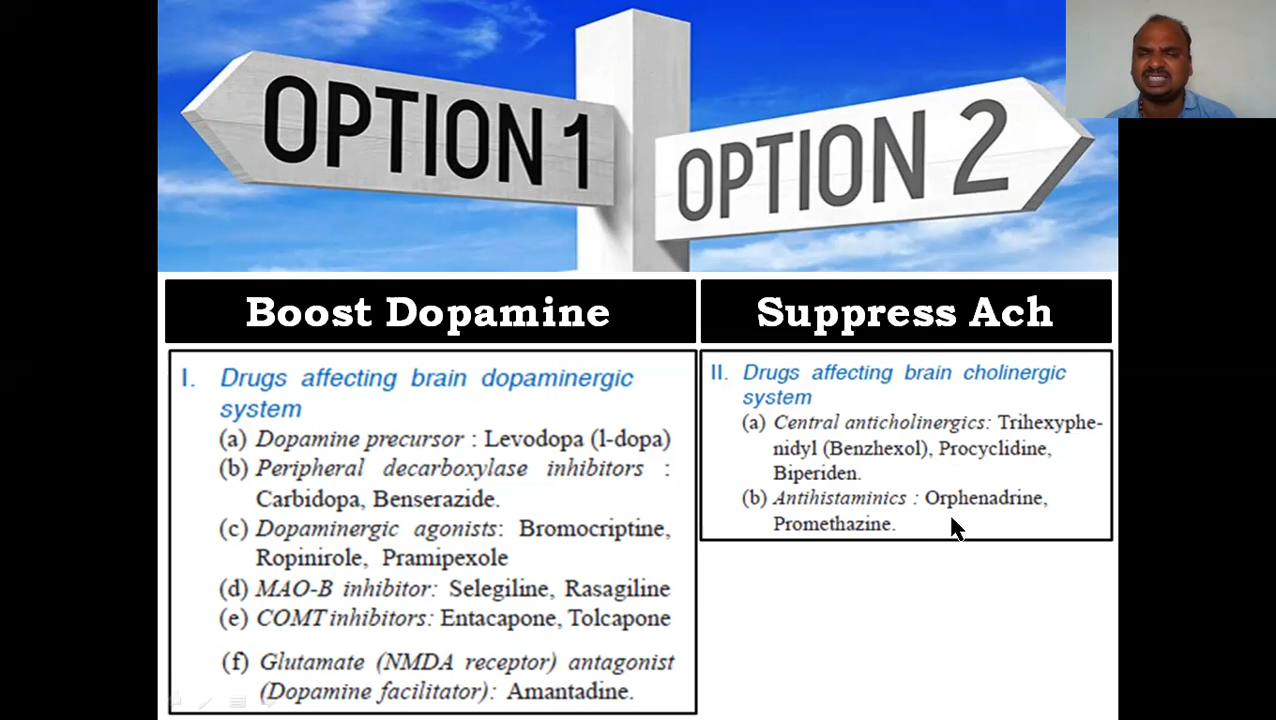 OPTION 1
OPTION 2
Boost Dopamine
I. Drugs affecting brain dopaminergic
system
(a) Dopamine precursor : Levodopa (l-dopa)
(b) Peripheral decarboxylase inhibitors :
Carbidopa, Benserazide.
(c) Dopaminergic agonists: Bromocriptine,
Ropinirole, Pramipexole
(d) MAO-B inhibitor: Selegiline, Rasagiline
(e) COMT inhibitors: Entacapone, Tolcapone
(f) Glutamate (NMDA receptor) antagonist
(Dopamine facilitator): Amantadine.
Suppress Ach
II. Drugs affecting brain cholinergic
system
(a) Central anticholinergics: Trihexyphe-
nidyl (Benzhexol), Procyclidine,
Biperiden.
(b) Antihistaminics : Orphenadrine,
Promethazine.